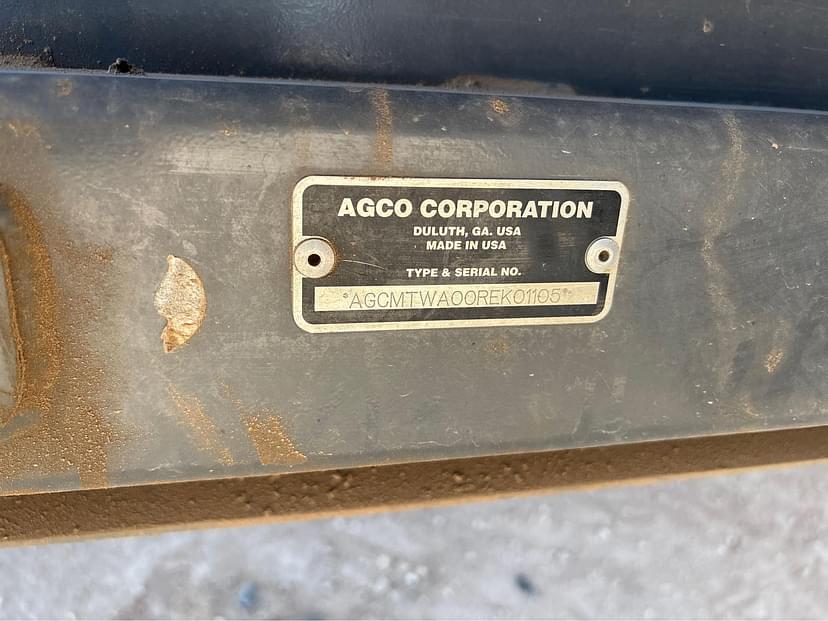 AGCO CORPORATION
DULUTH, GA. USA
MADE IN USA
TYPE & SERIAL NO.
*AGCMTWA00REK01105*